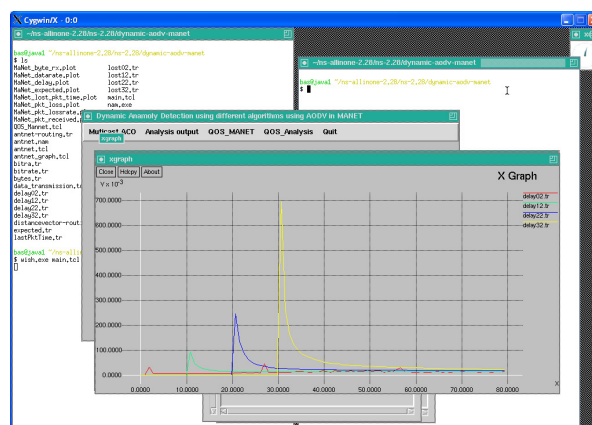 Cygwin/X - 0:0
~/ns-allinone-2.28/ns-2.28/dynamic-aodv-manet
bao@java1 ~/ns-allinone-2.28/ns-2.28/dynamic-aodv-manet
$ ls
MaNet_byte_rx.plot lost02.tr
MaNet_datarate.plot lost12.tr
MaNet_delay.plot lost22.tr
MaNet_expected.plot lost32.tr
MaNet_lost_pkt_time.plot main.tcl
MaNet_pkt_loss.plot nam.exe
MaNet_pkt_lossrate.
MaNet_pkt_received.
QOS_Mannet.tcl
antnet-routing.tr
antnet.nam
antnet.tcl
antnet_graph.tcl
bitra.tr
bitrate.tr
bytes.tr
data_transmission.t
delay02.tr
delay12.tr
delay22.tr
delay32.tr
distancevector-rout
expected.tr
lastPktTime.tr
bao@java1 ~/ns-allin
$ wish.exe main.tcl
~/ns-allinone-2.28/ns-2.28/dynamic-aodv-manet
bao@java1 ~/ns-allinone-2.28/ns-2.28/dynamic-aodv-manet
$
Dynamic Anamoly Detection using different algorithms using AODV in MANET
Multicast ACO Analysis output QOS_MANET QOS_Analysis Quit
xgraph
xgraph
Close Hdcpy About
X Graph
Y x 10-3
700.0000
600.0000
500.0000
400.0000
300.0000
200.0000
100.0000
0.0000
delay02.tr
delay12.tr
delay22.tr
delay32.tr
0.0000 10.0000 20.0000 30.0000 40.0000 50.0000 60.0000 70.0000 80.0000
X